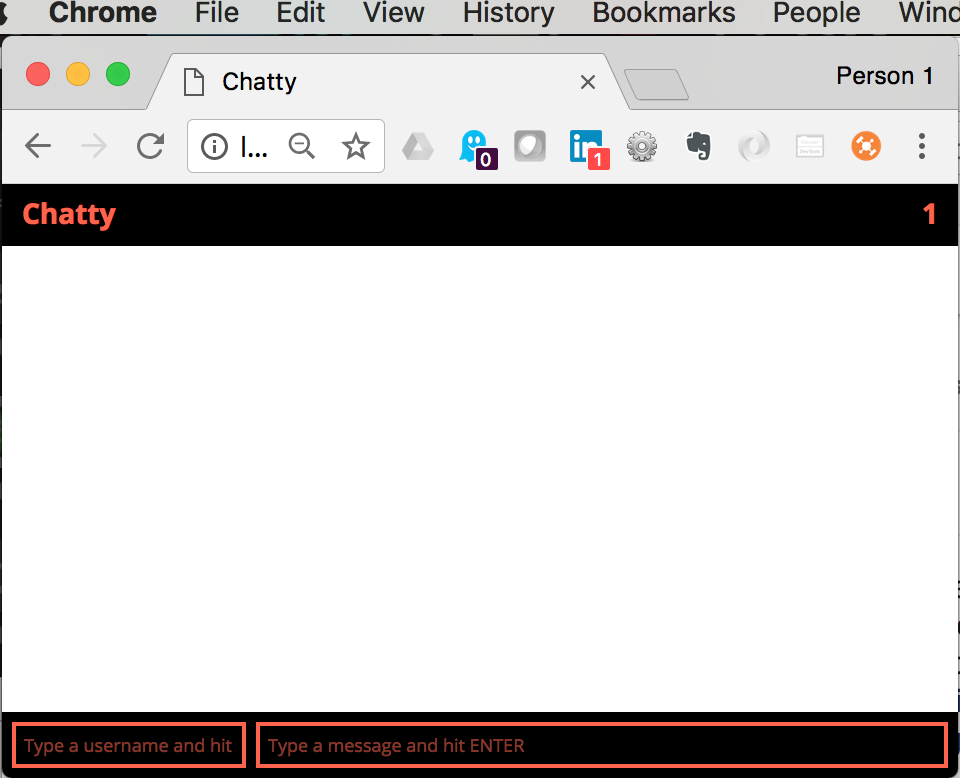 Chrome File Edit View History Bookmarks People Wind
Chatty Person 1
l... 0 1
Chatty 1
Type a username and hit Type a message and hit ENTER